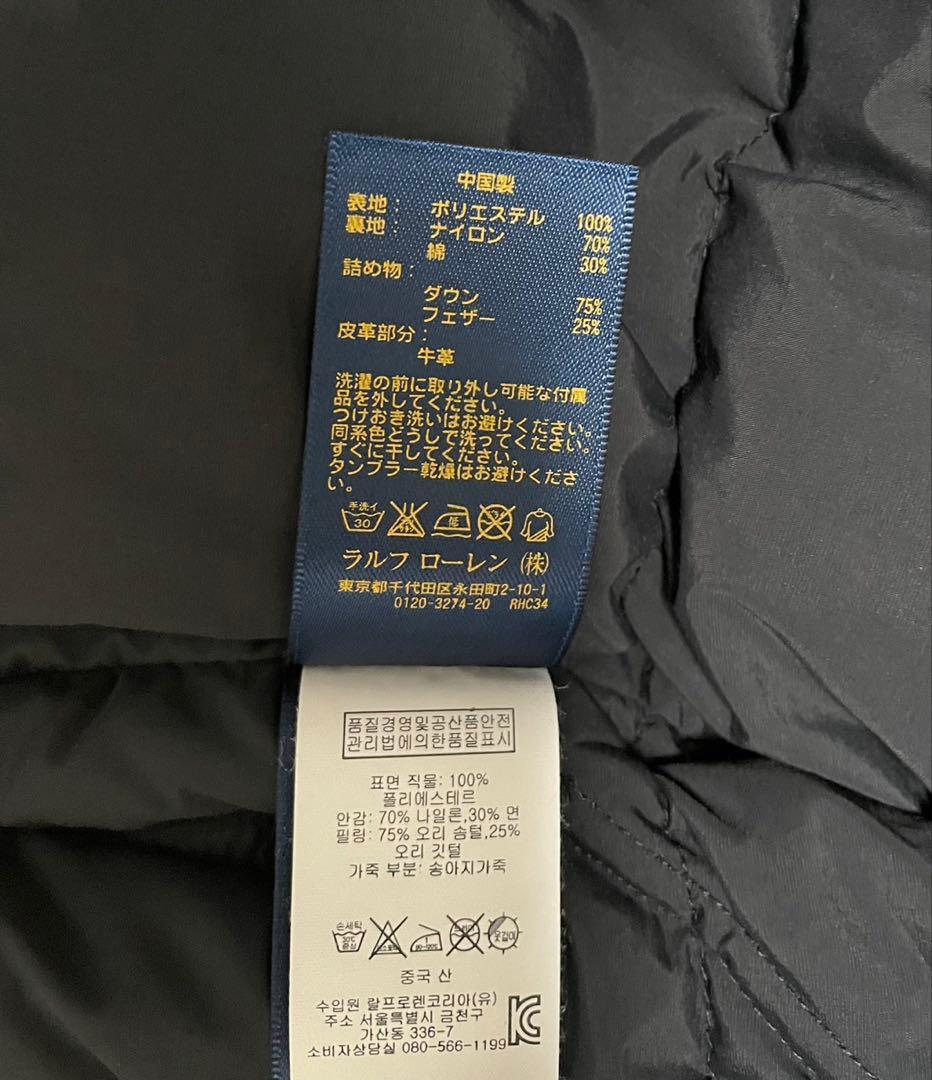 中国製
表地: ポリエステル 100%
裏地: ナイロン 70%
綿 30%
詰め物:
ダウン 75%
フェザー 25%
皮革部分:
牛革
洗濯の前に取り外し可能な付属
品を外してください。
つけおき洗いはお避けください。
同系色どうしで洗ってください。
すぐに干してください。
タンブラー乾燥はお避けくださ
い。
手洗イ 30 低
ラルフ ローレン (株)
東京都千代田区永田町2-10-1
0120-3274-20 RHC34
품질경영및공산품안전
관리법에의한품질표시
표면 직물: 100%
폴리에스테르
안감: 70% 나일론,30% 면
필링: 75% 오리 솜털,25%
오리 깃털
가죽 부분: 송아지가죽
손세탁 30℃ 중성 옷걸이
중국 산
수입원 랄프로렌코리아(유)
주소 서울특별시 금천구
가산동 336-7
소비자상담실 080-566-1199